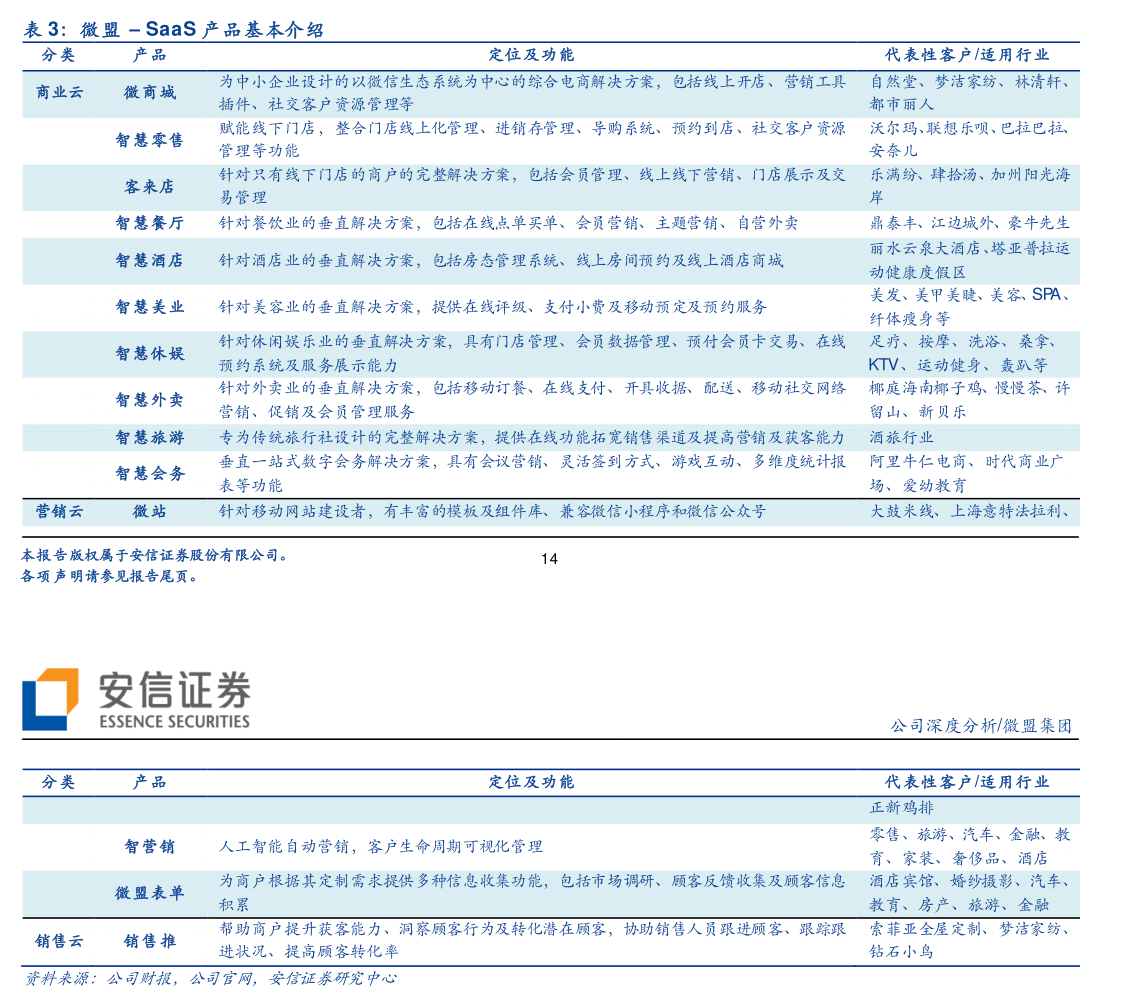 表 3：微盟 – SaaS 产品基本介绍
分类 产品 定位及功能 代表性客户/适用行业
商业云 微商城 为中小企业设计的以微信生态系统为中心的综合电商解决方案，包括线上开店、营销工具 自然堂、梦洁家纺、林清轩、
插件、社交客户资源管理等 都市丽人
智慧零售 赋能线下门店，整合门店线上化管理、进销存管理、导购系统、预约到店、社交客户资源 沃尔玛、联想乐呗、巴拉巴拉、
管理等功能 安奈儿
客来店 针对只有线下门店的商户的完整解决方案，包括会员管理、线上线下营销、门店展示及交 乐满纷、肆拾汤、加州阳光海
易管理 岸
智慧餐厅 针对餐饮业的垂直解决方案，包括在线点单买单、会员营销、主题营销、自营外卖 鼎泰丰、江边城外、豪牛先生
智慧酒店 针对酒店业的垂直解决方案，包括房态管理系统、线上房间预约及线上酒店商城 丽水云泉大酒店、塔亚普拉运
动健康度假区
智慧美业 针对美容业的垂直解决方案，提供在线评级、支付小费及移动预定及预约服务 美发、美甲美睫、美容、SPA、
纤体瘦身等
智慧休娱 针对休闲娱乐业的垂直解决方案，具有门店管理、会员数据管理、预付会员卡交易、在线 足疗、按摩、洗浴、桑拿、
预约系统及服务展示能力 KTV、运动健身、轰趴等
智慧外卖 针对外卖业的垂直解决方案，包括移动订餐、在线支付、开具收据、配送、移动社交网络 椰庭海南椰子鸡、慢慢茶、许
营销、促销及会员管理服务 留山、新贝乐
智慧旅游 专为传统旅行社设计的完整解决方案，提供在线功能拓宽销售渠道及提高营销及获客能力 酒旅行业
智慧会务 垂直一站式数字会务解决方案，具有会议营销、灵活签到方式、游戏互动、多维度统计报 阿里牛仁电商、时代商业广
表等功能 场、爱幼教育
营销云 微站 针对移动网站建设者，有丰富的模板及组件库、兼容微信小程序和微信公众号 大鼓米线、上海意特法拉利、
本报告版权属于安信证券股份有限公司。 14
各项声明请参见报告尾页。
安信证券
ESSENCE SECURITIES
公司深度分析/微盟集团
分类 产品 定位及功能 代表性客户/适用行业
正新鸡排
智营销 人工智能自动营销，客户生命周期可视化管理 零售、旅游、汽车、金融、教
育、家装、奢侈品、酒店
微盟表单 为商户根据其定制需求提供多种信息收集功能，包括市场调研、顾客反馈收集及顾客信息 酒店宾馆、婚纱摄影、汽车、
积累 教育、房产、旅游、金融
销售云 销售推 帮助商户提升获客能力、洞察顾客行为及转化潜在顾客，协助销售人员跟进顾客、跟踪跟 索菲亚全屋定制、梦洁家纺、
进状况、提高顾客转化率 钻石小鸟
资料来源：公司财报，公司官网，安信证券研究中心